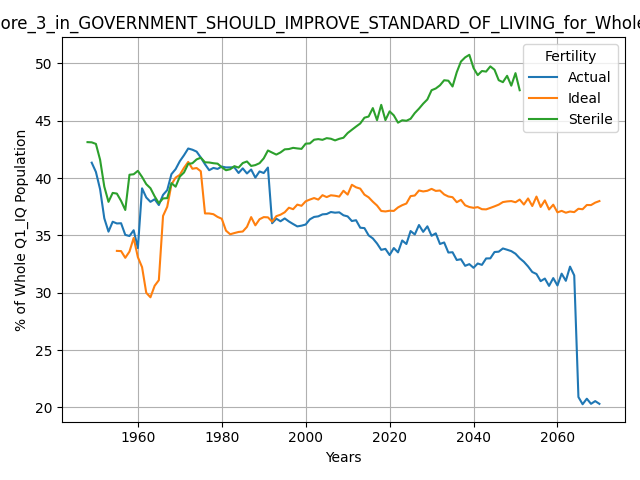 ore_3_in_GOVERNMENT_SHOULD_IMPROVE_STANDARD_OF_LIVING_for_Whole
Fertility
Actual
Ideal
Sterile
50
45
40
35
30
25
20
% of Whole Q1_IQ Population
1960 1980 2000 2020 2040 2060
Years